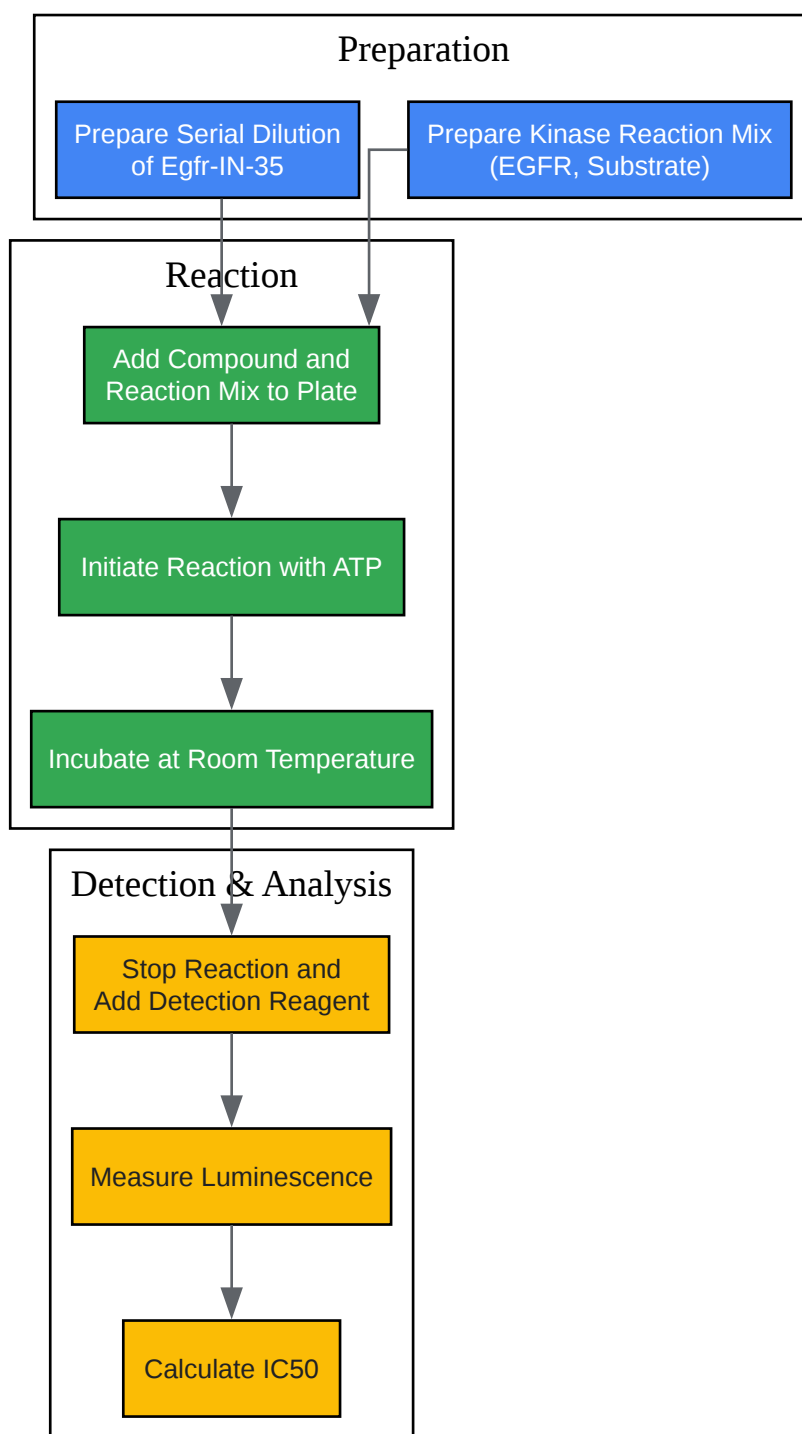 Preparation
Prepare Serial Dilution
of Egfr-IN-35
Prepare Kinase Reaction Mix
(EGFR, Substrate)
Reaction
Add Compound and
Reaction Mix to Plate
Initiate Reaction with ATP
Incubate at Room Temperature
Detection & Analysis
Stop Reaction and
Add Detection Reagent
Measure Luminescence
Calculate IC50